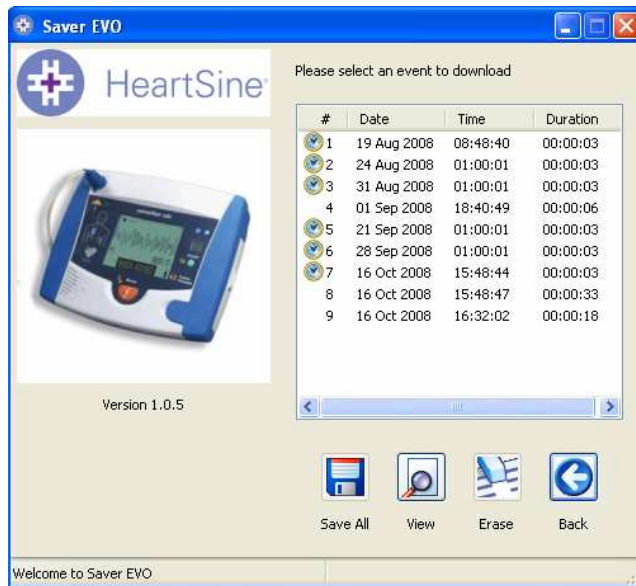 Saver EVO
HeartSine
Please select an event to download
# Date Time Duration
1 19 Aug 2008 08:48:40 00:00:03
2 24 Aug 2008 01:00:01 00:00:03
3 31 Aug 2008 01:00:01 00:00:03
4 01 Sep 2008 18:40:49 00:00:06
5 21 Sep 2008 01:00:01 00:00:03
6 28 Sep 2008 01:00:01 00:00:03
7 16 Oct 2008 15:48:44 00:00:03
8 16 Oct 2008 15:48:47 00:00:33
9 16 Oct 2008 16:32:02 00:00:18
Version 1.0.5
Save All View Erase Back
Welcome to Saver EVO